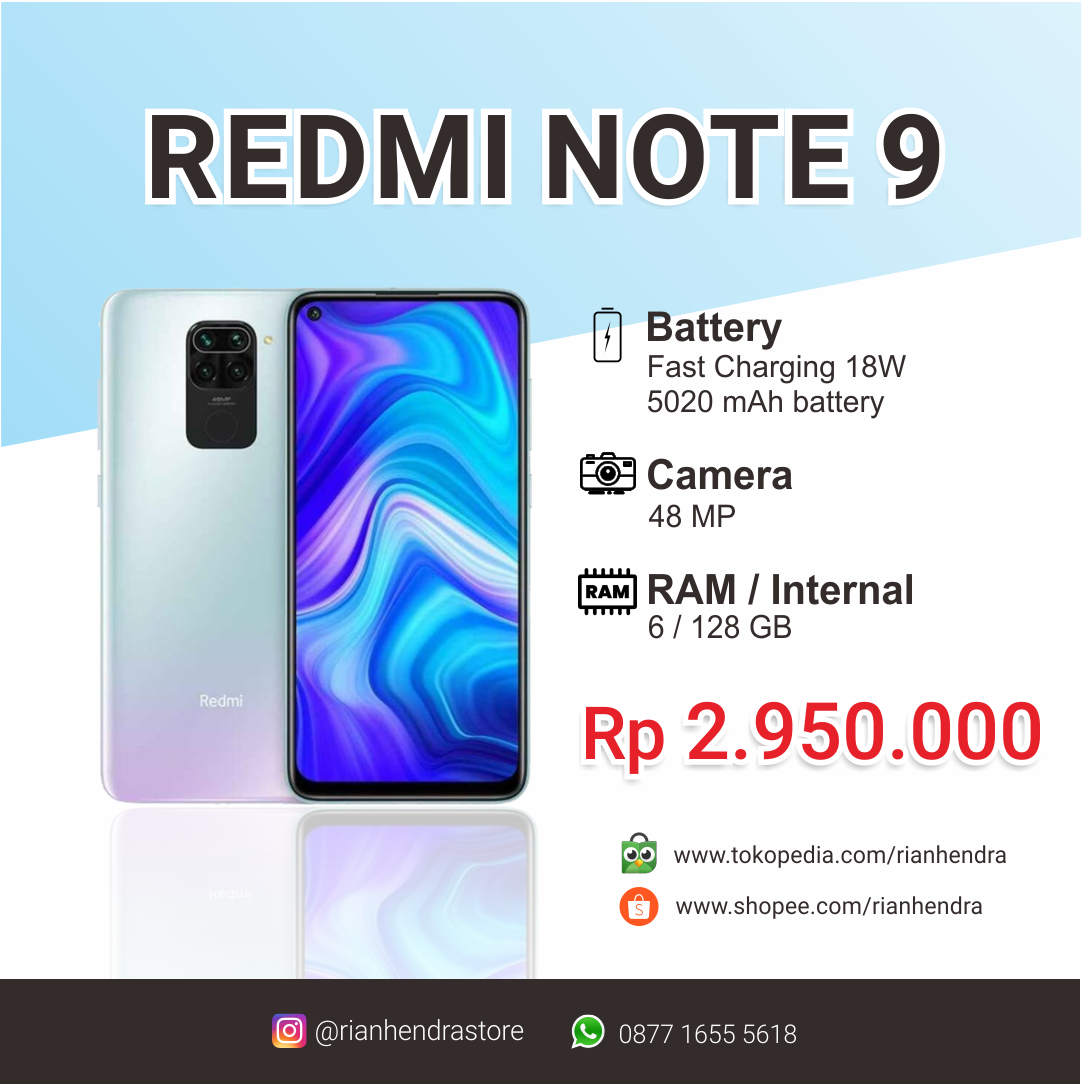 REDMI NOTE 9
Battery
Fast Charging 18W
5020 mAh battery
Camera
48 MP
RAM
RAM / Internal
6 / 128 GB
48MP
Redmi
Rp 2.950.000
www.tokopedia.com/rianhendra
www.shopee.com/rianhendra
@rianhendrastore
0877 1655 5618